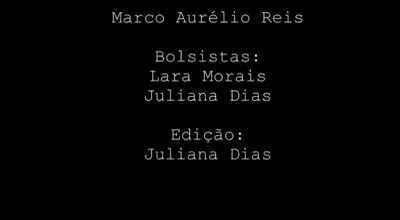 Marco Aurélio Reis
Bolsistas:
Lara Morais
Juliana Dias
Edição:
Juliana Dias